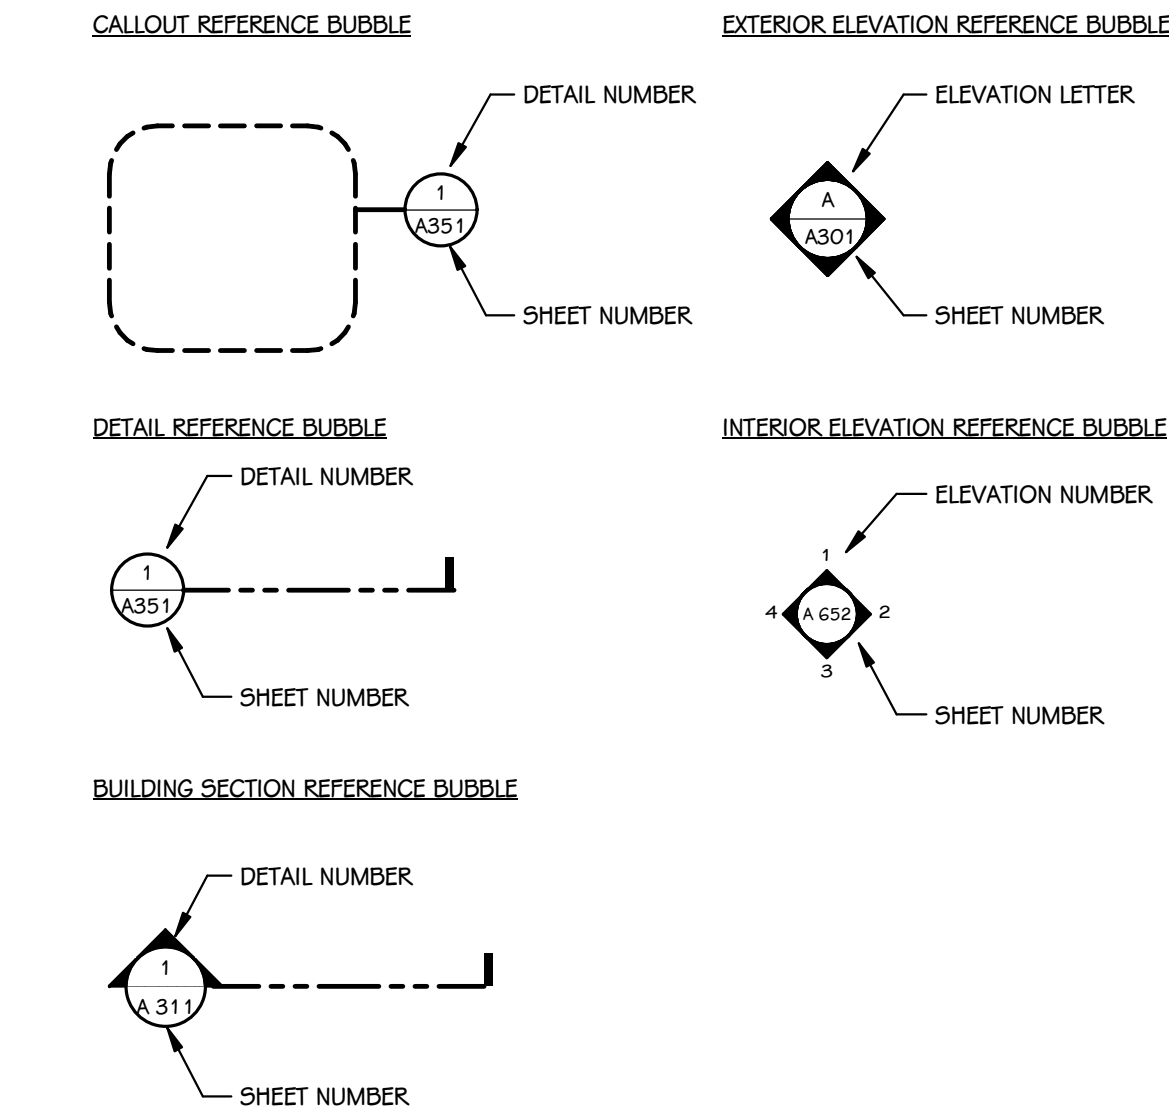 CALLOUT REFERENCE BUBBLE
DETAIL NUMBER
1
A351
SHEET NUMBER
EXTERIOR ELEVATION REFERENCE BUBBLE
ELEVATION LETTER
A
A301
SHEET NUMBER
DETAIL REFERENCE BUBBLE
DETAIL NUMBER
1
A351
SHEET NUMBER
INTERIOR ELEVATION REFERENCE BUBBLE
ELEVATION NUMBER
1
4
A 652
2
3
SHEET NUMBER
BUILDING SECTION REFERENCE BUBBLE
DETAIL NUMBER
1
A 311
SHEET NUMBER